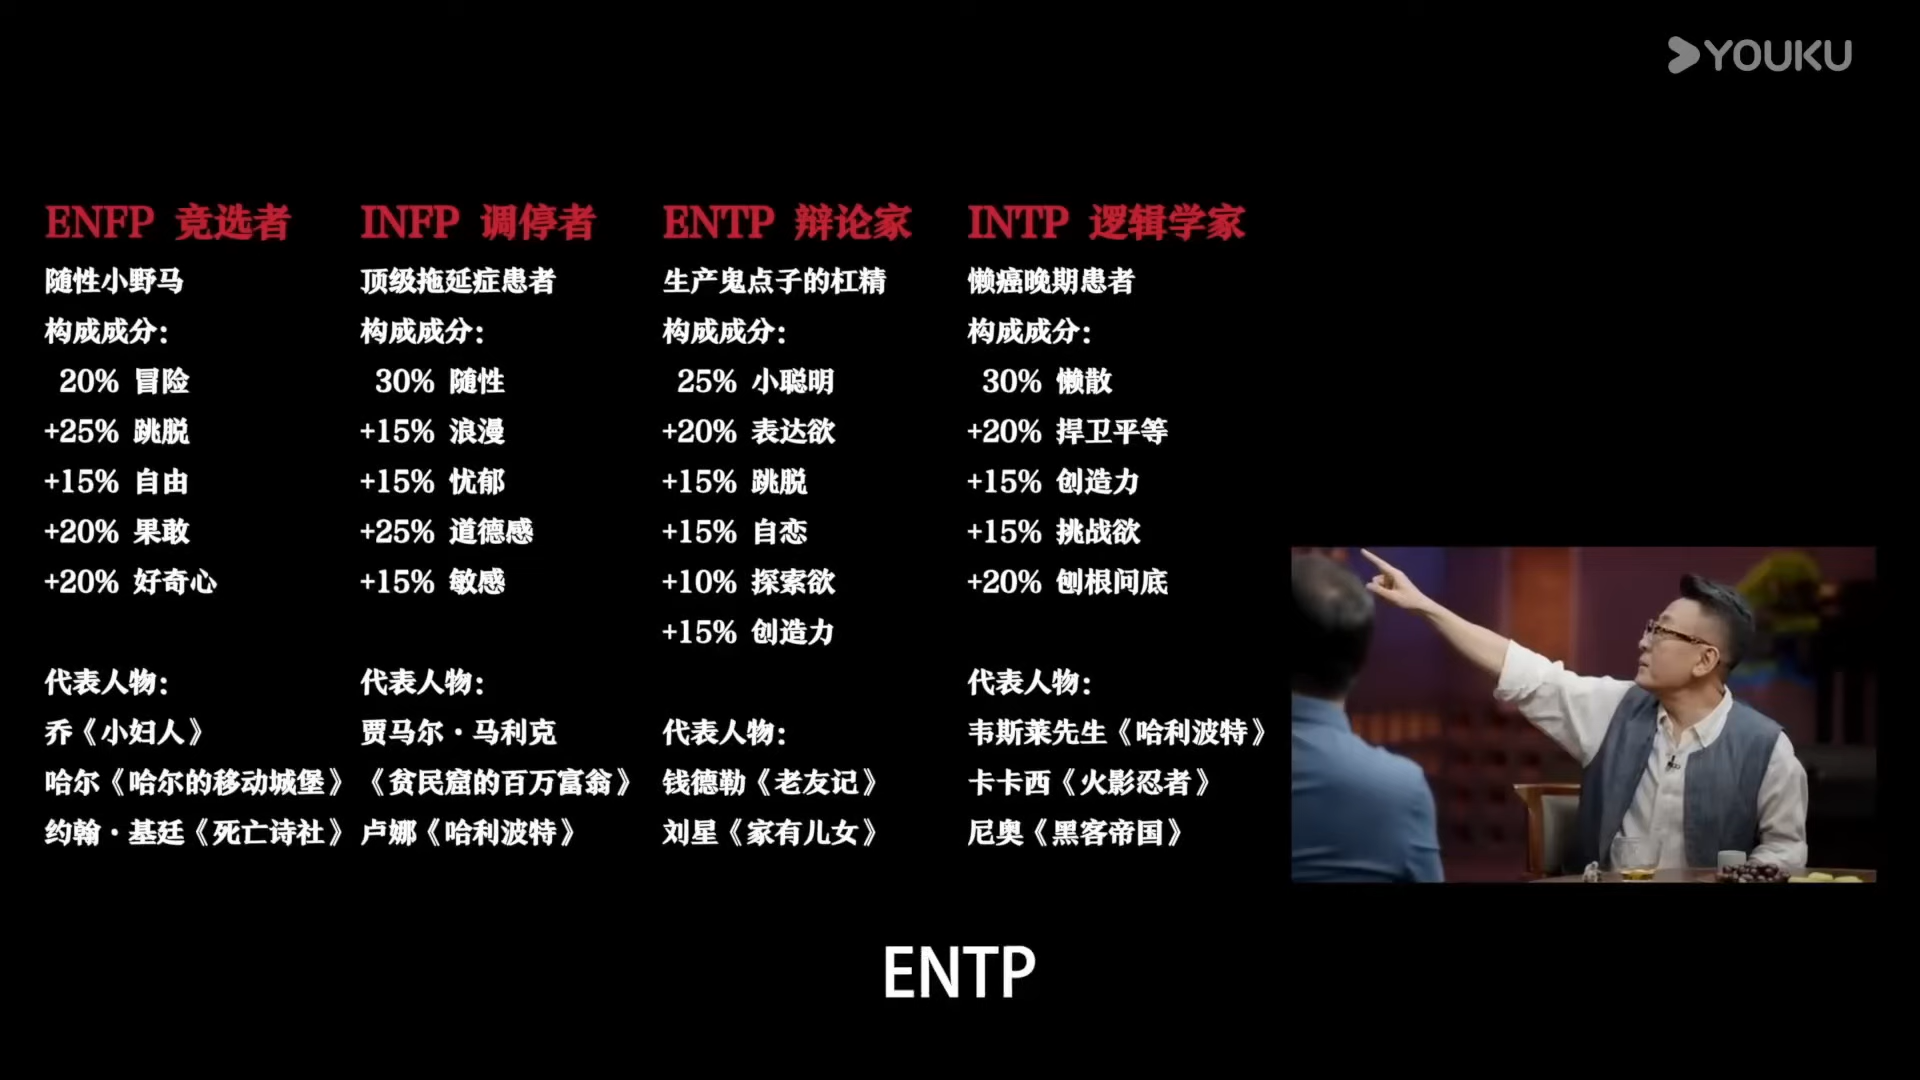 YOUKU
ENFP 竞选者
随性小野马
构成成分：
20% 冒险
+25% 跳脱
+15% 自由
+20% 果敢
+20% 好奇心
代表人物：
乔《小妇人》
哈尔《哈尔的移动城堡》
约翰·基廷《死亡诗社》
INFP 调停者
顶级拖延症患者
构成成分：
30% 随性
+15% 浪漫
+15% 忧郁
+25% 道德感
+15% 敏感
代表人物：
贾马尔·马利克
《贫民窟的百万富翁》
卢娜《哈利波特》
ENTP 辩论家
生产鬼点子的杠精
构成成分：
25% 小聪明
+20% 表达欲
+15% 跳脱
+15% 自恋
+10% 探索欲
+15% 创造力
代表人物：
钱德勒《老友记》
刘星《家有儿女》
INTP 逻辑学家
懒癌晚期患者
构成成分：
30% 懒散
+20% 捍卫平等
+15% 创造力
+15% 挑战欲
+20% 刨根问底
代表人物：
韦斯莱先生《哈利波特》
卡卡西《火影忍者》
尼奥《黑客帝国》
ENTP